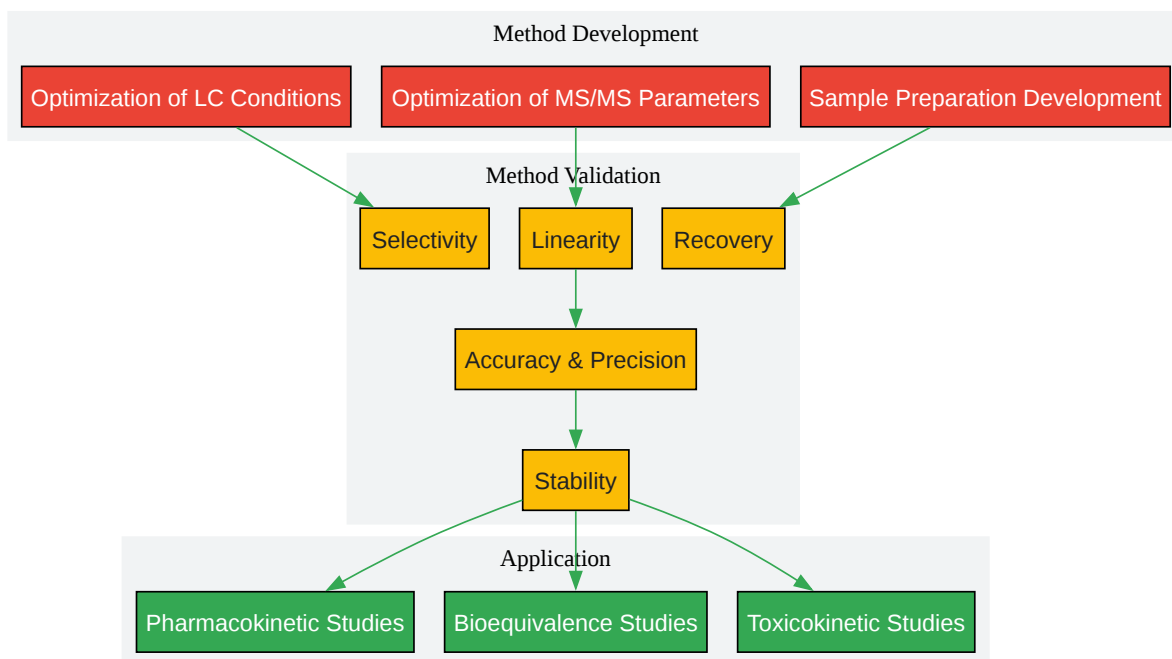 Method Development
Optimization of LC Conditions
Optimization of MS/MS Parameters
Sample Preparation Development
Method Validation
Selectivity
Linearity
Recovery
Accuracy & Precision
Stability
Application
Pharmacokinetic Studies
Bioequivalence Studies
Toxicokinetic Studies